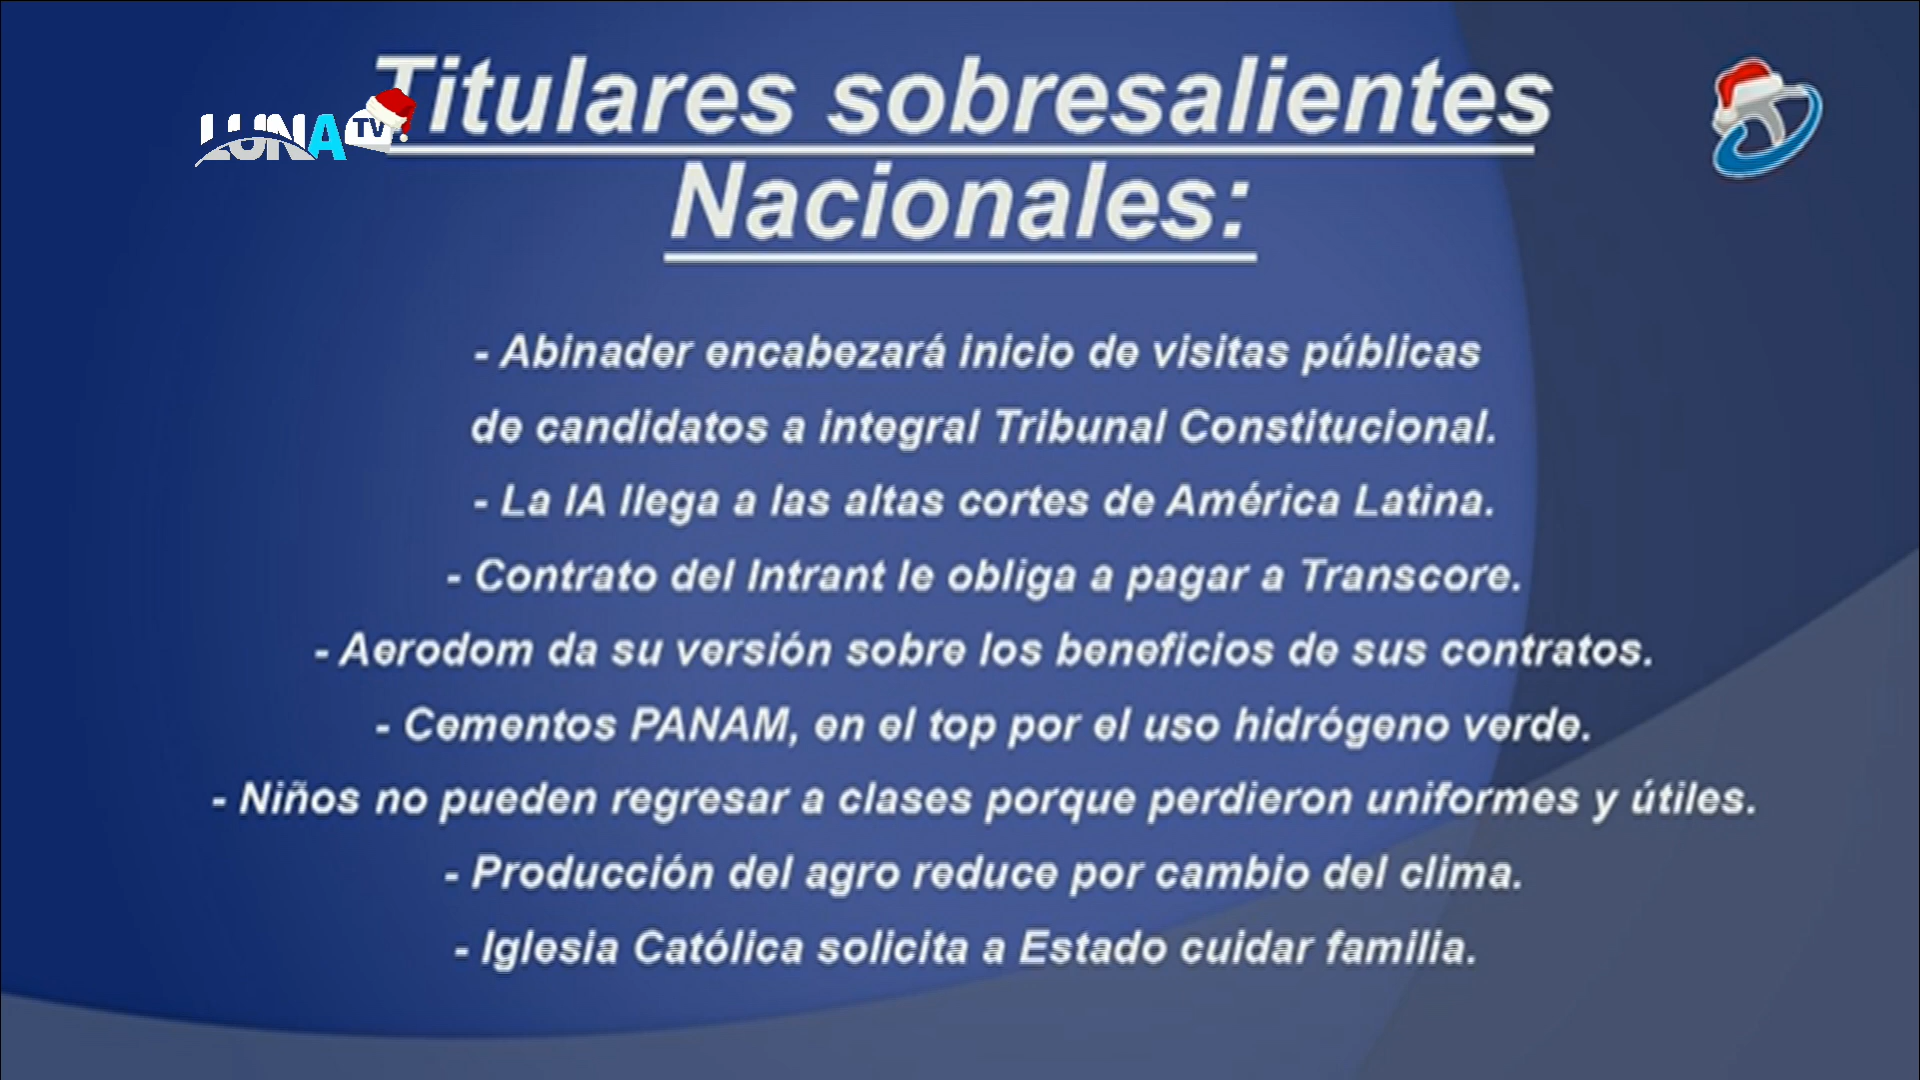 Titulares sobresalientes
LUNA TV
Nacionales:
- Abinader encabezará inicio de visitas públicas
de candidatos a integral Tribunal Constitucional.
- La IA llega a las altas cortes de América Latina.
- Contrato del Intrant le obliga a pagar a Transcore.
- Aerodom da su versión sobre los beneficios de sus contratos.
- Cementos PANAM, en el top por el uso hidrógeno verde.
- Niños no pueden regresar a clases porque perdieron uniformes y útiles.
- Producción del agro reduce por cambio del clima.
- Iglesia Católica solicita a Estado cuidar familia.